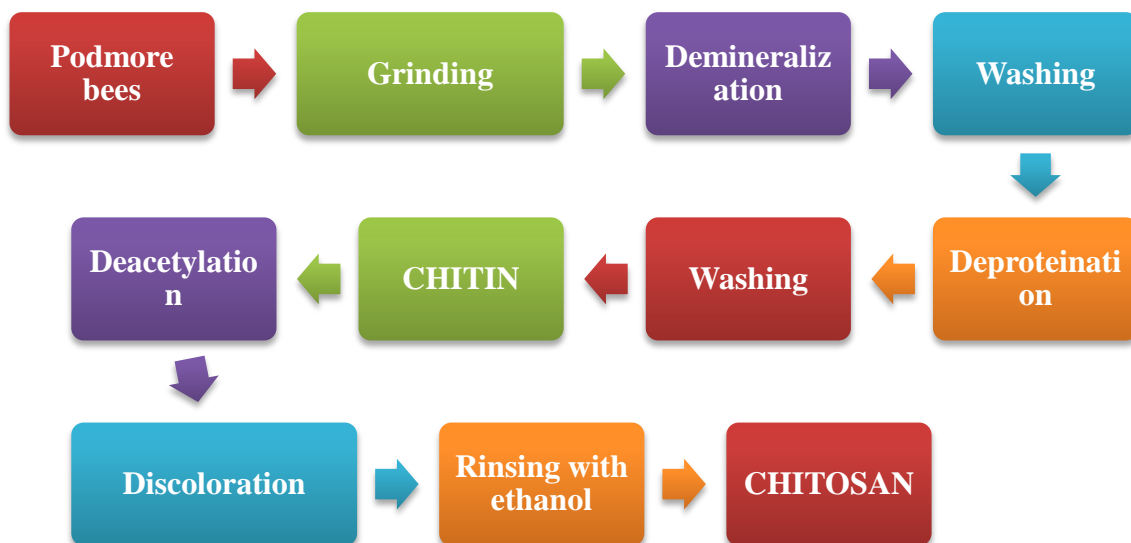 Podmore
bees
Grinding
Demineraliz
ation
Washing
Deproteinati
on
Washing
CHITIN
Deacetylatio
n
Discoloration
Rinsing with
ethanol
CHITOSAN